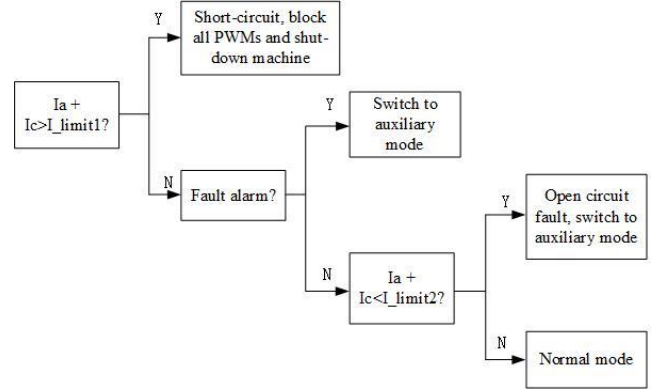 Y
Short-circuit, block
all PWMs and shut-
down machine
Ia +
Ic>I_limit1?
Y
Switch to
auxiliary
mode
N
Fault alarm?
Y
Open circuit
fault, switch to
auxiliary mode
N
Ia +
Ic<I_limit2?
N
Normal mode